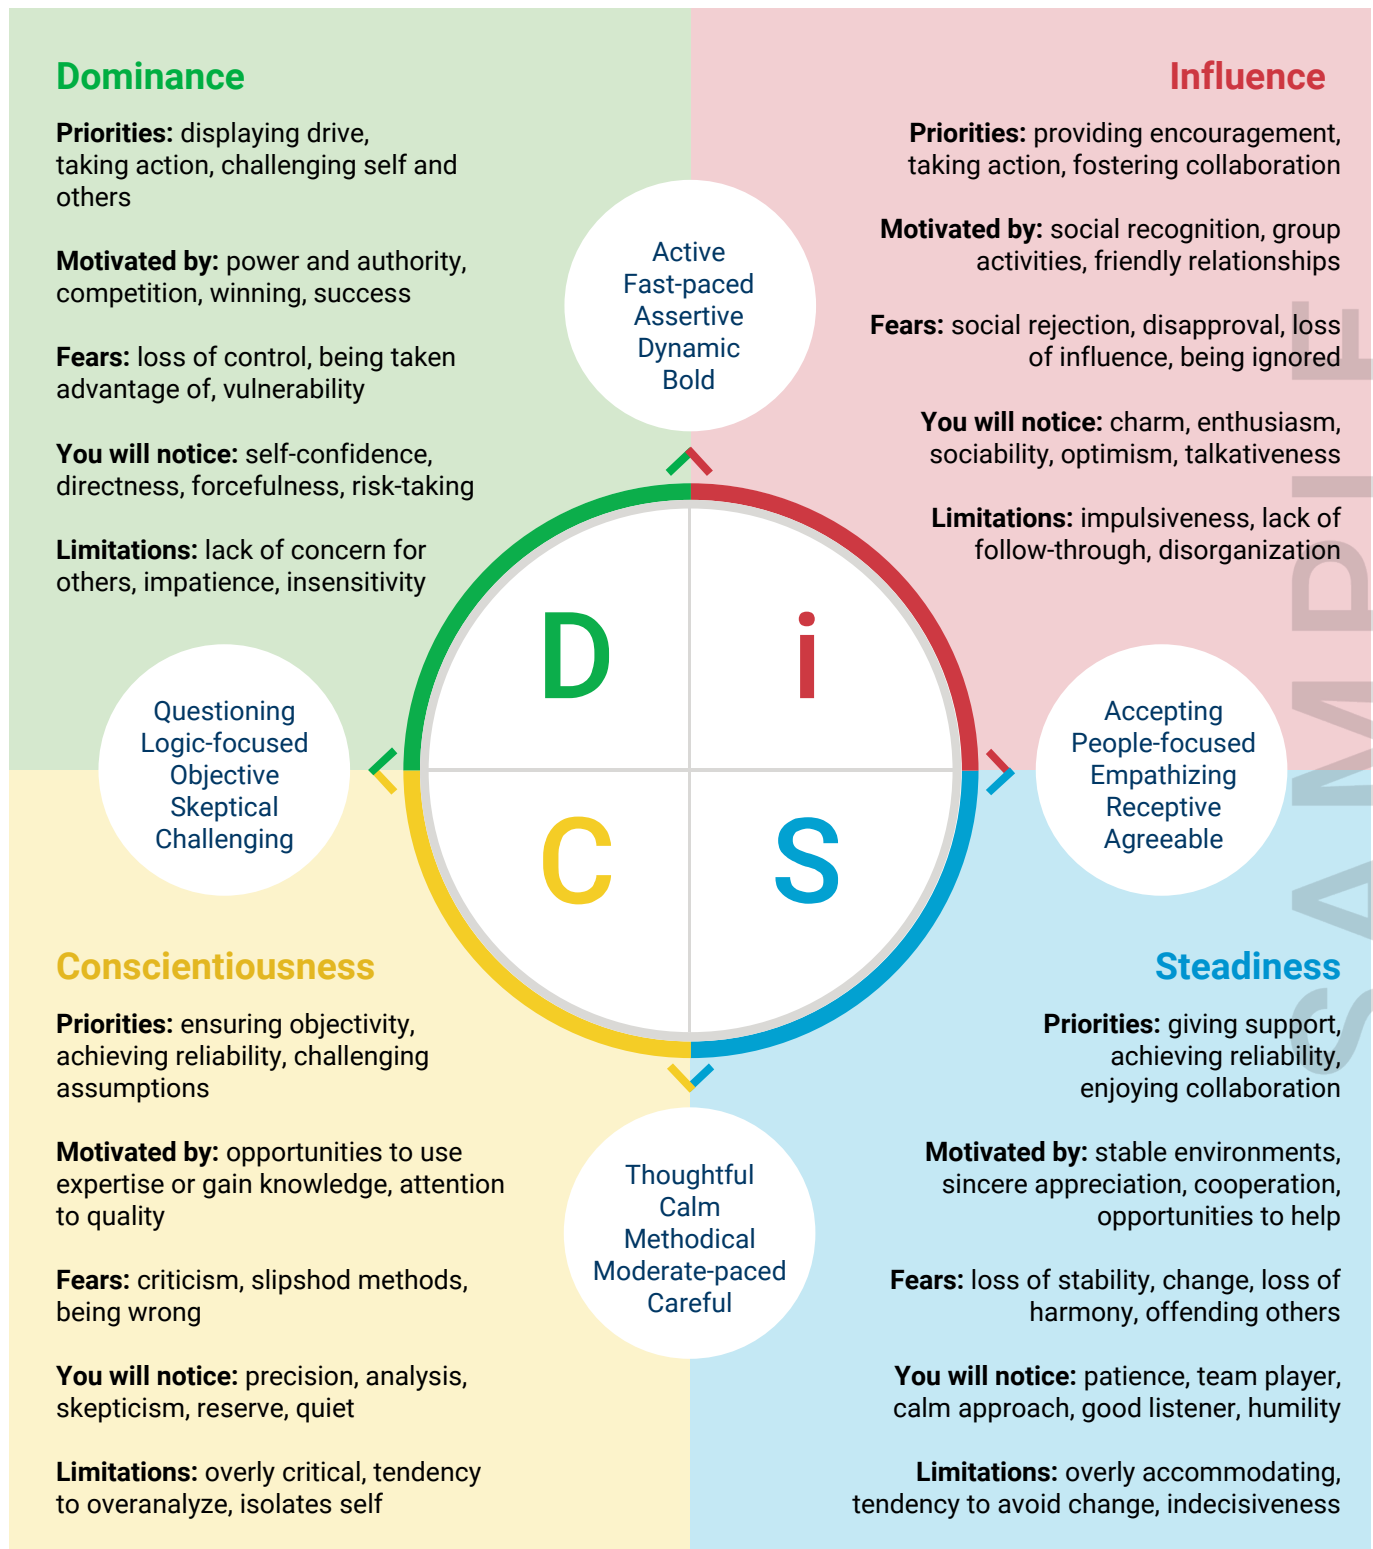 Dominance
Priorities: displaying drive,
taking action, challenging self and
others
Motivated by: power and authority,
competition, winning, success
Fears: loss of control, being taken
advantage of, vulnerability
You will notice: self-confidence,
directness, forcefulness, risk-taking
Limitations: lack of concern for
others, impatience, insensitivity
Influence
Priorities: providing encouragement,
taking action, fostering collaboration
Motivated by: social recognition, group
activities, friendly relationships
Fears: social rejection, disapproval, loss
of influence, being ignored
You will notice: charm, enthusiasm,
sociability, optimism, talkativeness
Limitations: impulsiveness, lack of
follow-through, disorganization
Active
Fast-paced
Assertive
Dynamic
Bold
Questioning
Logic-focused
Objective
Skeptical
Challenging
D
i
C
S
Accepting
People-focused
Empathizing
Receptive
Agreeable
Conscientiousness
Priorities: ensuring objectivity,
achieving reliability, challenging
assumptions
Motivated by: opportunities to use
expertise or gain knowledge, attention
to quality
Fears: criticism, slipshod methods,
being wrong
You will notice: precision, analysis,
skepticism, reserve, quiet
Limitations: overly critical, tendency
to overanalyze, isolates self
Thoughtful
Calm
Methodical
Moderate-paced
Careful
Steadiness
Priorities: giving support,
achieving reliability,
enjoying collaboration
Motivated by: stable environments,
sincere appreciation, cooperation,
opportunities to help
Fears: loss of stability, change, loss of
harmony, offending others
You will notice: patience, team player,
calm approach, good listener, humility
Limitations: overly accommodating,
tendency to avoid change, indecisiveness
SAMPLE